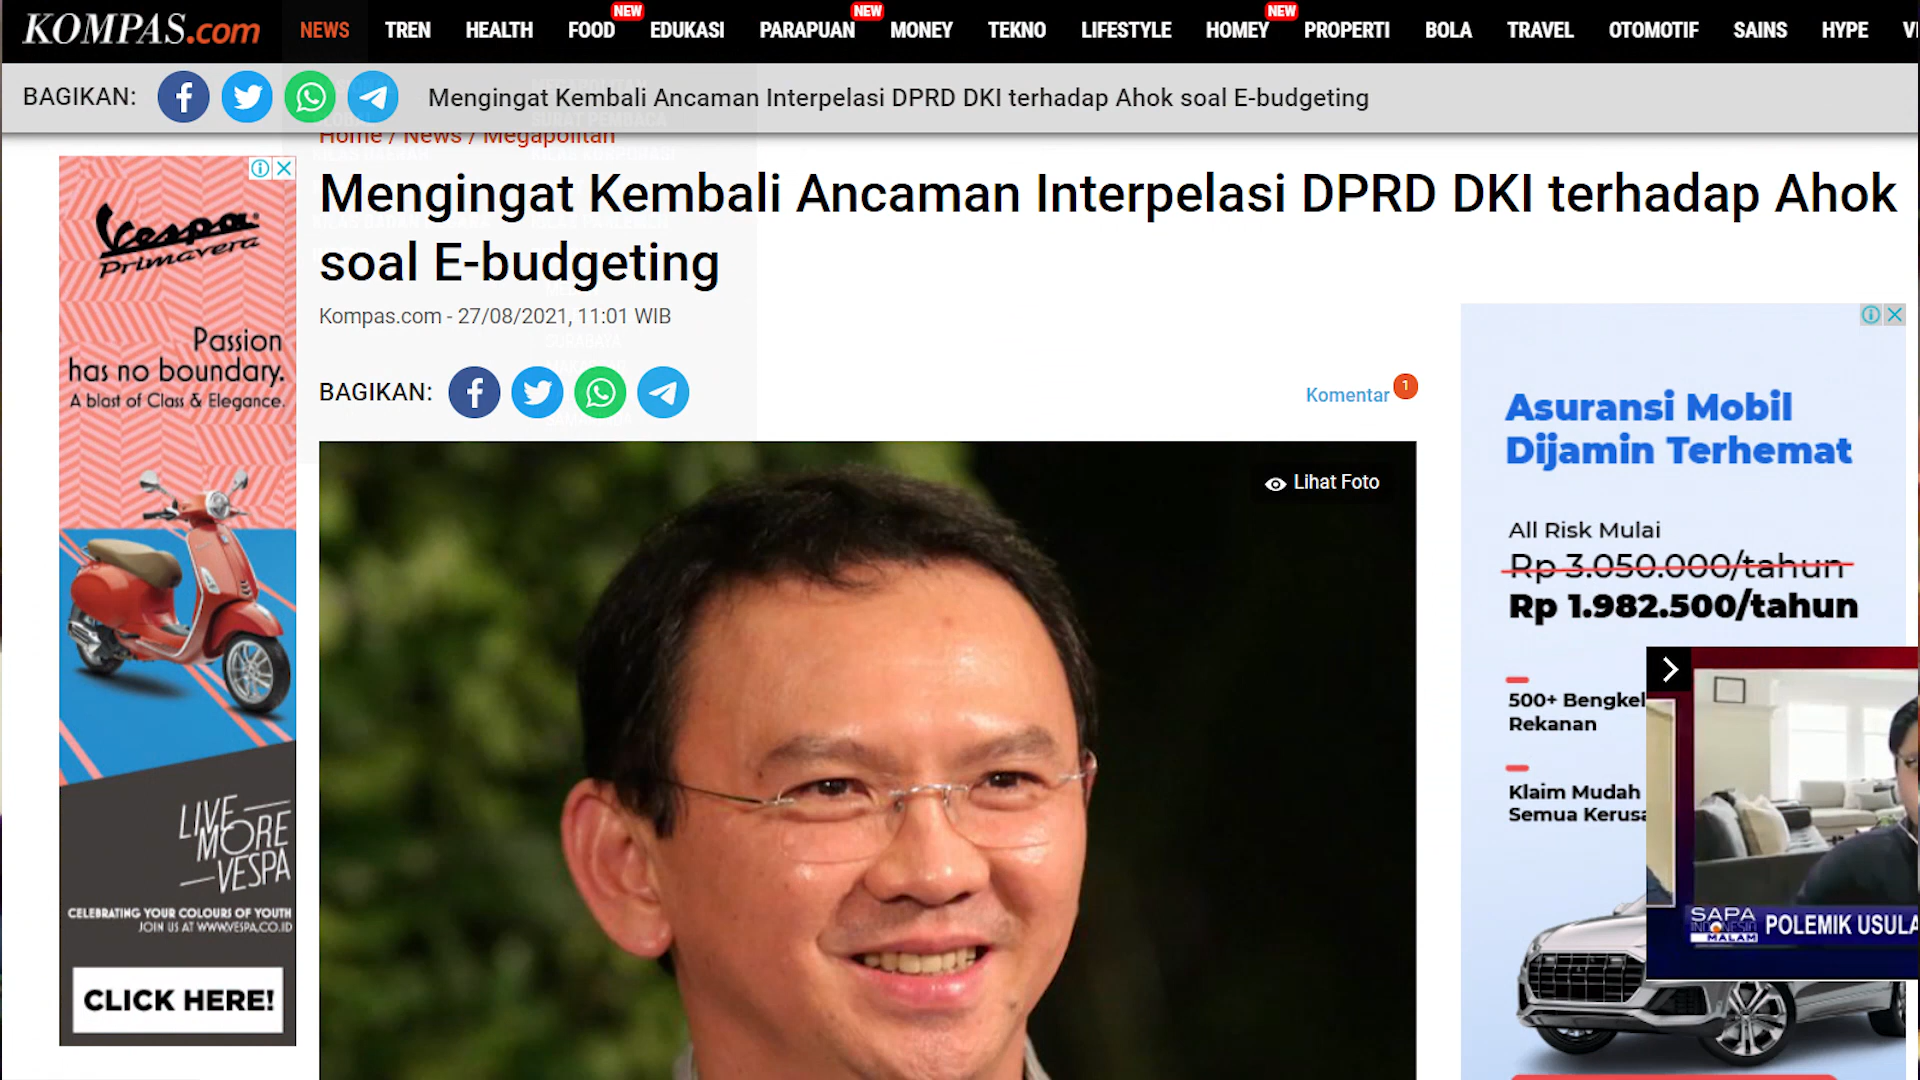 KOMPAS.com NEWS TREN HEALTH FOOD NEW EDUKASI PARAPUAN NEW MONEY TEKNO LIFESTYLE HOMEY NEW PROPERTI BOLA TRAVEL OTOMOTIF SAINS HYPE
BAGIKAN: Mengingat Kembali Ancaman Interpelasi DPRD DKI terhadap Ahok soal E-budgeting
Home / News / Megapolitan
Mengingat Kembali Ancaman Interpelasi DPRD DKI terhadap Ahok
soal E-budgeting
Kompas.com - 27/08/2021, 11:01 WIB
BAGIKAN:
Komentar 1
Lihat Foto
Vespa
Primavera
Passion
has no boundary.
A blast of Class & Elegance.
LIVE
MORE
VESPA
CELEBRATING YOUR COLOURS OF YOUTH
JOIN US AT WWW.VESPA.CO.ID
CLICK HERE!
Asuransi Mobil
Dijamin Terhemat
All Risk Mulai
Rp 3.050.000/tahun
Rp 1.982.500/tahun
500+ Bengkel
Rekanan
Klaim Mudah
Semua
SAPA
INDONESIA
MALAM
POLEMIK